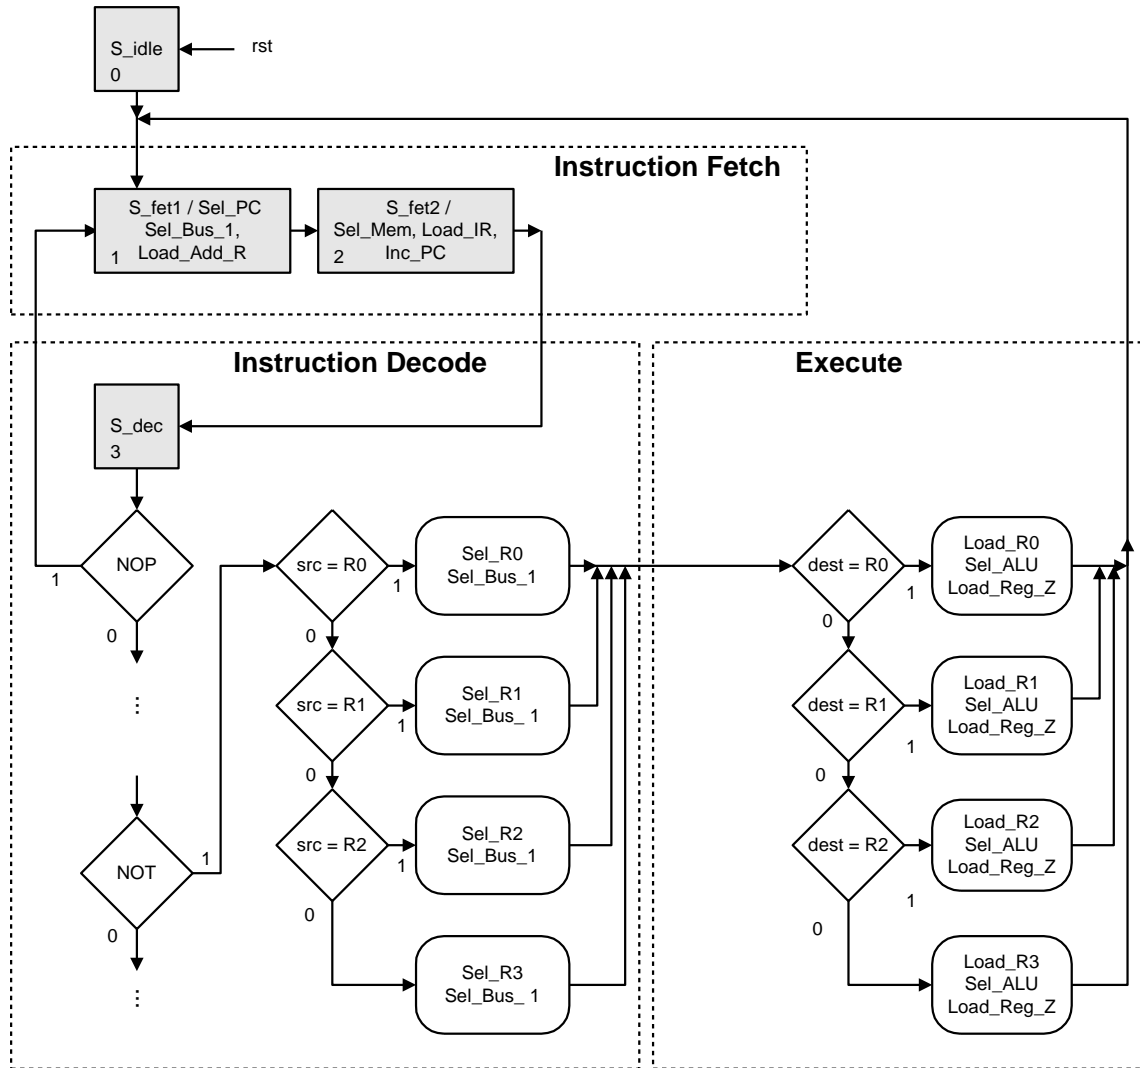 S_idle
0
rst
Instruction Fetch
S_fet1 / Sel_PC
Sel_Bus_1,
Load_Add_R
1
S_fet2 /
Sel_Mem, Load_IR,
Inc_PC
2
Instruction Decode
S_dec
3
NOP
1
0
⋮
NOT
1
0
⋮
src = R0
1
0
Sel_R0
Sel_Bus_1
src = R1
1
0
Sel_R1
Sel_Bus_ 1
src = R2
1
0
Sel_R2
Sel_Bus_1
Sel_R3
Sel_Bus_ 1
Execute
dest = R0
1
0
Load_R0
Sel_ALU
Load_Reg_Z
dest = R1
1
0
Load_R1
Sel_ALU
Load_Reg_Z
dest = R2
1
0
Load_R2
Sel_ALU
Load_Reg_Z
Load_R3
Sel_ALU
Load_Reg_Z